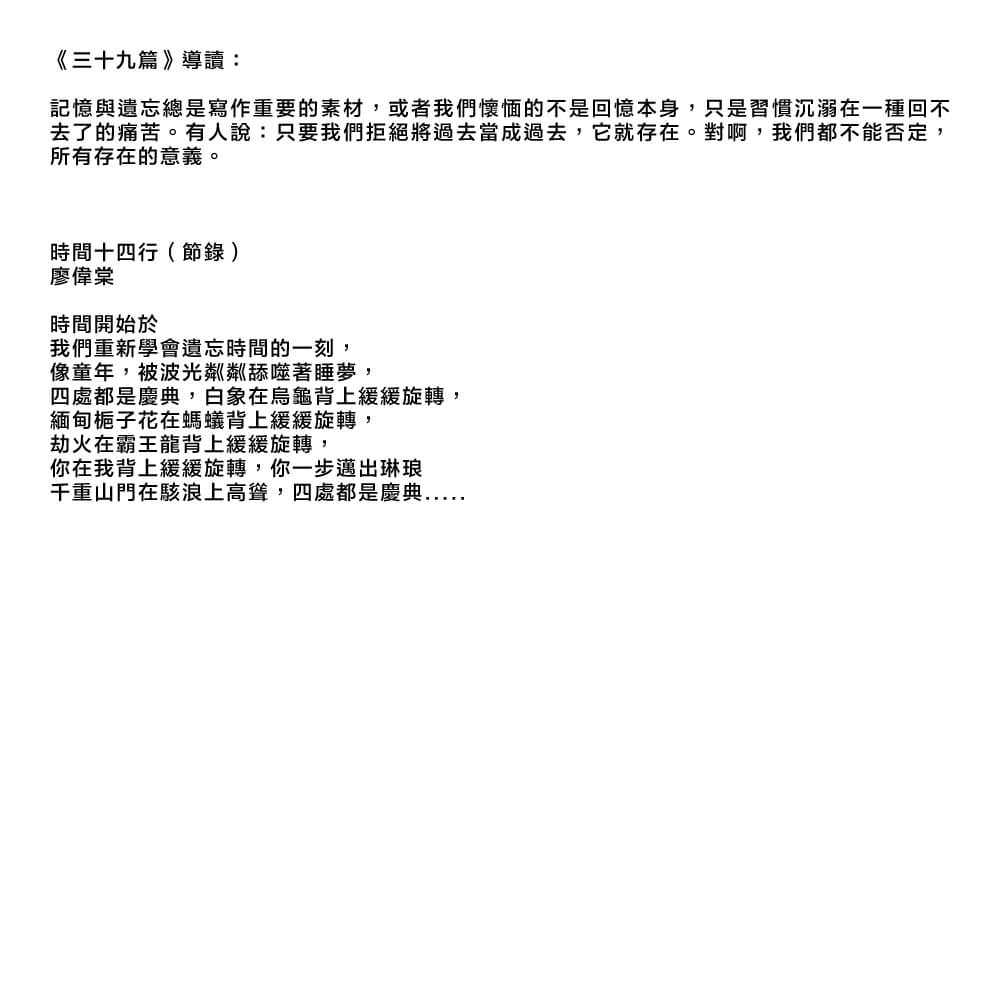 《三十九篇》導讀：
記憶與遺忘總是寫作重要的素材，或者我們懷愐的不是回憶本身，只是習慣沉溺在一種回不
去了的痛苦。有人說：只要我們拒絕將過去當成過去，它就存在。對啊，我們都不能否定，
所有存在的意義。
時間十四行（節錄）
廖偉棠
時間開始於
我們重新學會遺忘時間的一刻，
像童年，被波光粼粼舔噬著睡夢，
四處都是慶典，白象在烏龜背上緩緩旋轉，
緬甸梔子花在螞蟻背上緩緩旋轉，
劫火在霸王龍背上緩緩旋轉，
你在我背上緩緩旋轉，你一步邁出琳琅
千重山門在駭浪上高聳，四處都是慶典.....